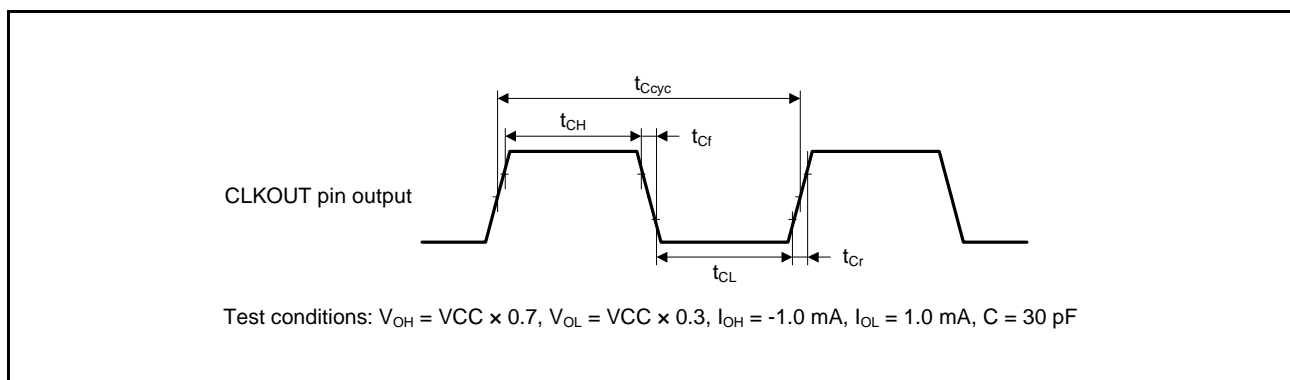 tCcyc
tCH
tCf
CLKOUT pin output
tCL
tCr
Test conditions: VOH = VCC × 0.7, VOL = VCC × 0.3, IOH = -1.0 mA, IOL = 1.0 mA, C = 30 pF